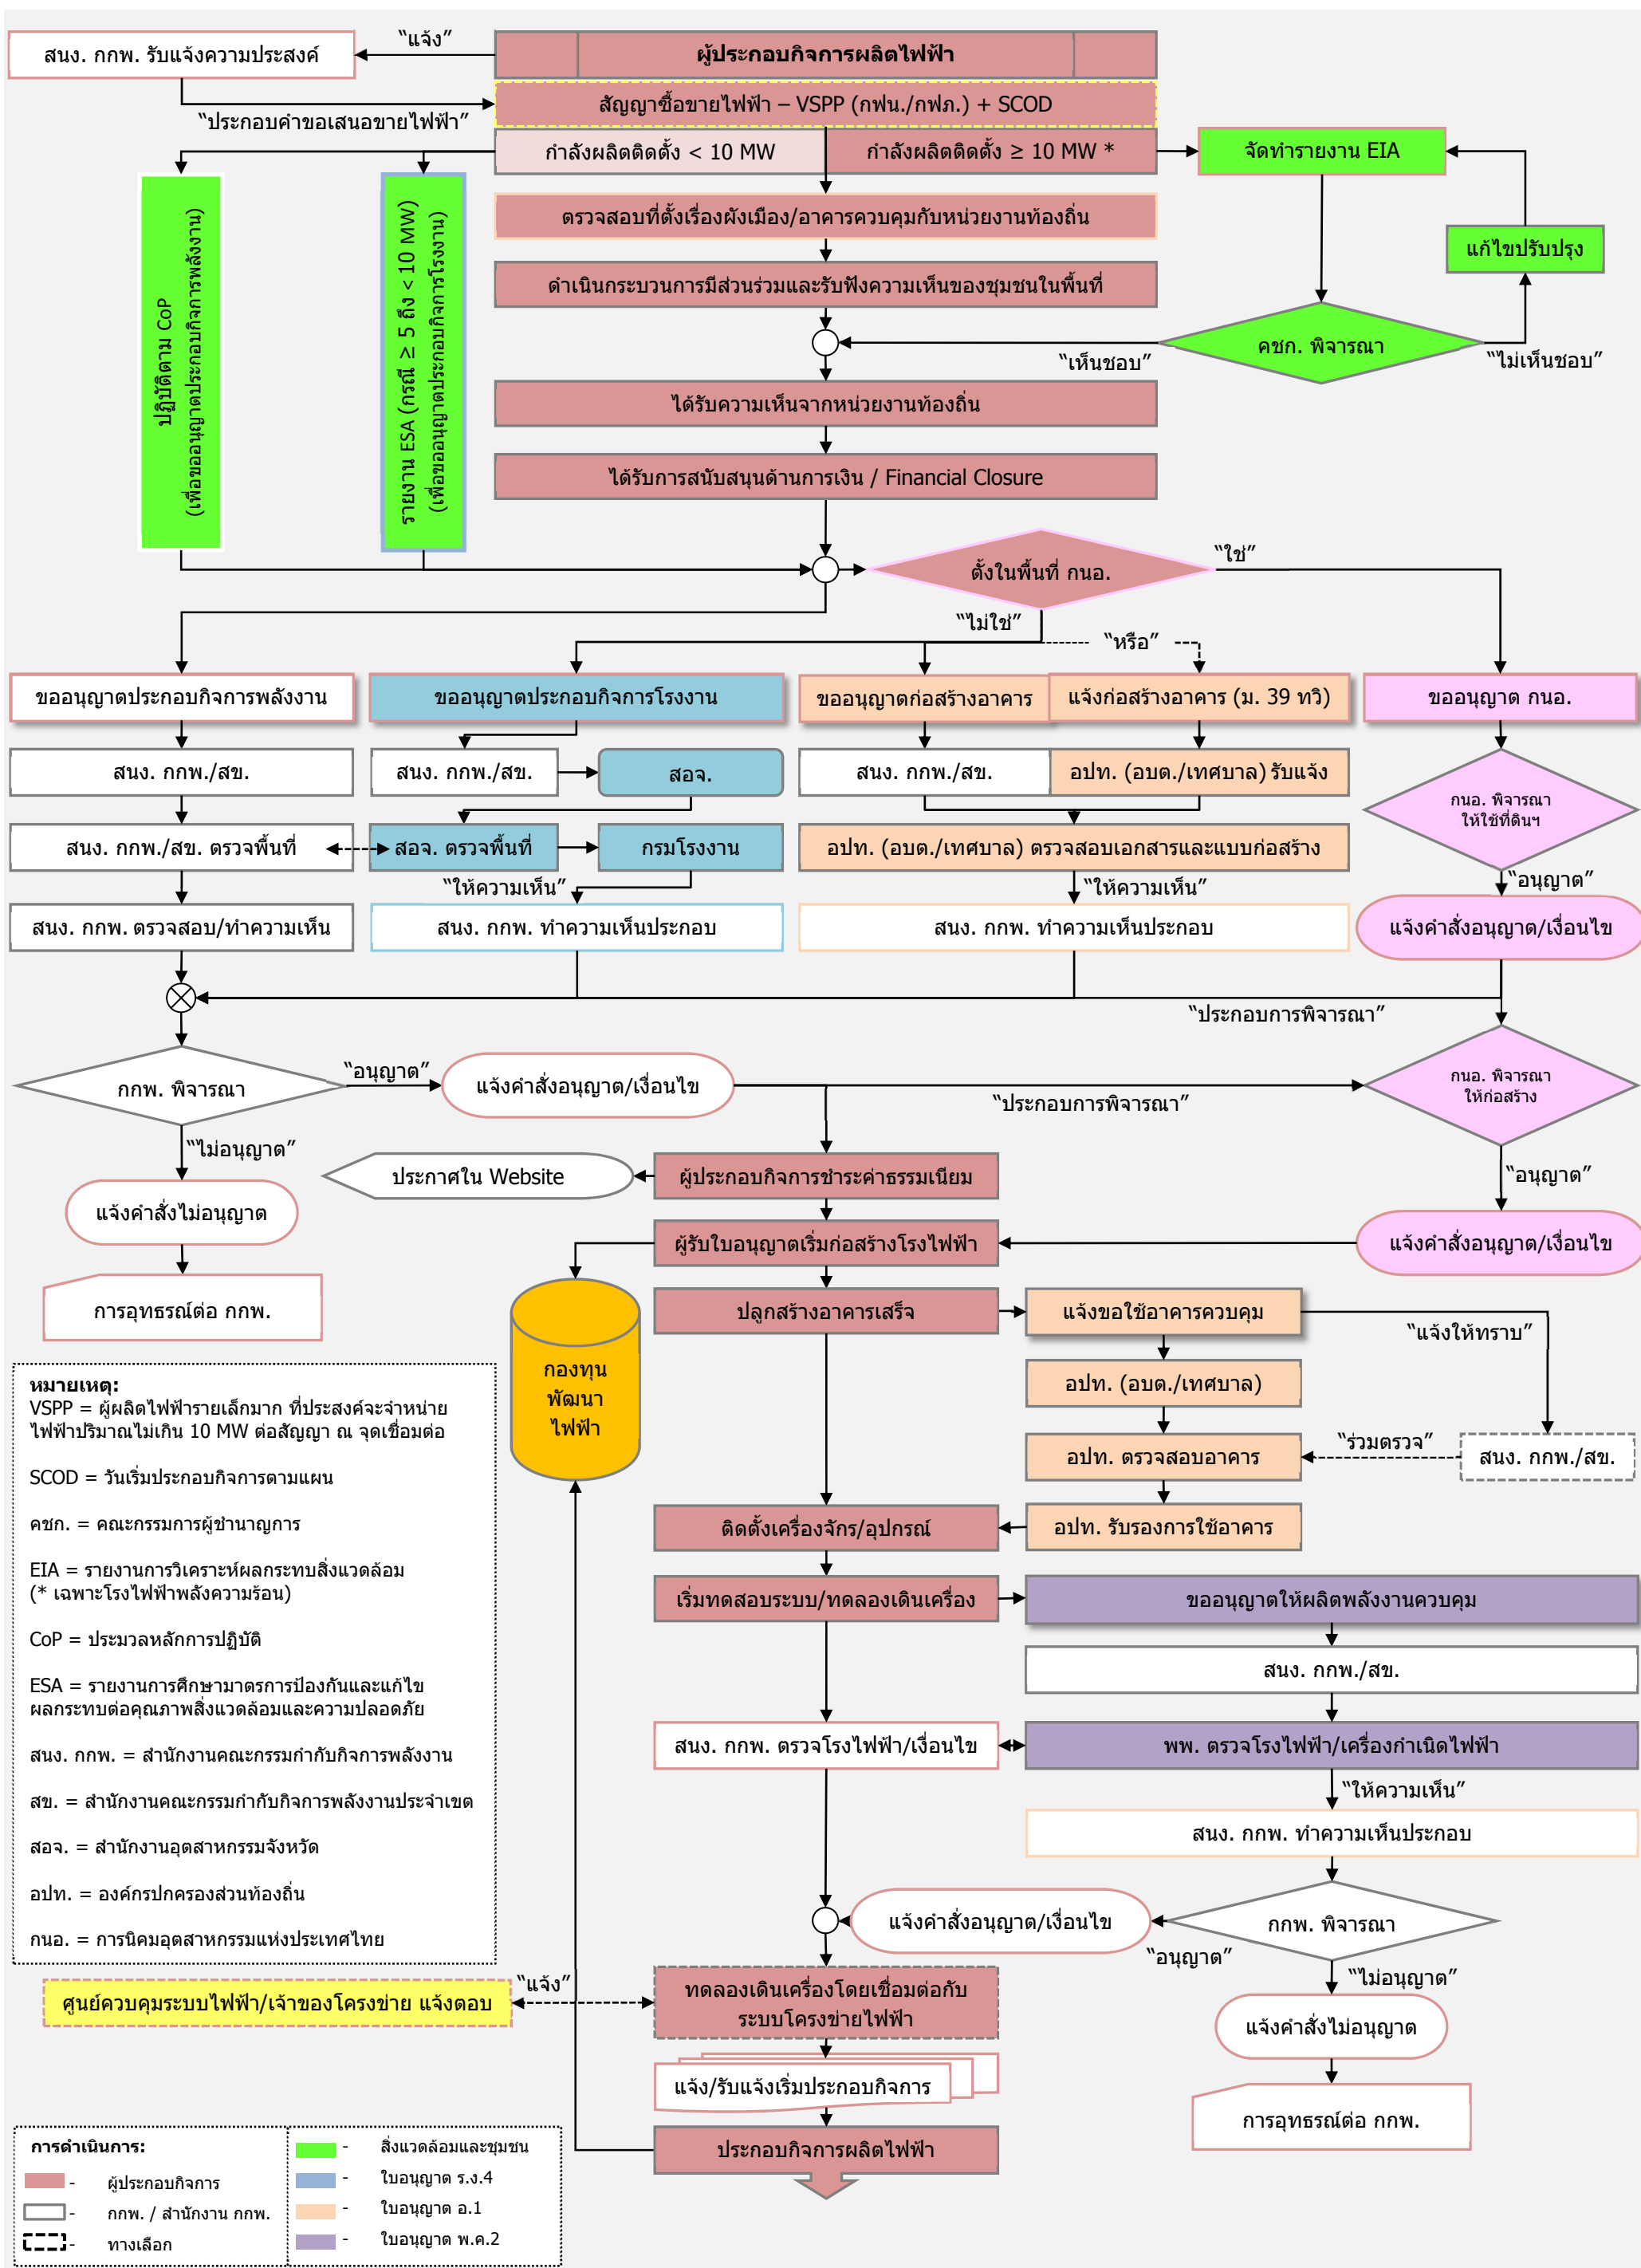 สนง. กกพ. รับแจ้งความประสงค์
“แจ้ง”
ผู้ประกอบกิจการผลิตไฟฟ้า
“ประกอบคำขอเสนอขายไฟฟ้า”
สัญญาซื้อขายไฟฟ้า – VSPP (กฟน./กฟภ.) + SCOD
กำลังผลิตติดตั้ง < 10 MW
กำลังผลิตติดตั้ง ≥ 10 MW *
จัดทำรายงาน EIA
ปฏิบัติตาม CoP
(เพื่อขออนุญาตประกอบกิจการพลังงาน)
รายงาน ESA (กรณี ≥ 5 ถึง < 10 MW)
(เพื่อขออนุญาตประกอบกิจการโรงงาน)
ตรวจสอบที่ตั้งเรื่องผังเมือง/อาคารควบคุมกับหน่วยงานท้องถิ่น
แก้ไขปรับปรุง
ดำเนินกระบวนการมีส่วนร่วมและรับฟังความเห็นของชุมชนในพื้นที่
คชก. พิจารณา
“เห็นชอบ”
“ไม่เห็นชอบ”
ได้รับความเห็นจากหน่วยงานท้องถิ่น
ได้รับการสนับสนุนด้านการเงิน / Financial Closure
ตั้งในพื้นที่ กนอ.
“ใช่”
“ไม่ใช่”
“หรือ”
ขออนุญาตประกอบกิจการพลังงาน
ขออนุญาตประกอบกิจการโรงงาน
ขออนุญาตก่อสร้างอาคาร
แจ้งก่อสร้างอาคาร (ม. 39 ทวิ)
ขออนุญาต กนอ.
สนง. กกพ./สข.
สนง. กกพ./สข.
สอจ.
สนง. กกพ./สข.
อปท. (อบต./เทศบาล) รับแจ้ง
กนอ. พิจารณา
ให้ใช้ที่ดินฯ
สนง. กกพ./สข. ตรวจพื้นที่
สอจ. ตรวจพื้นที่
กรมโรงงาน
อปท. (อบต./เทศบาล) ตรวจสอบเอกสารและแบบก่อสร้าง
“ให้ความเห็น”
“ให้ความเห็น”
“อนุญาต”
สนง. กกพ. ตรวจสอบ/ทำความเห็น
สนง. กกพ. ทำความเห็นประกอบ
สนง. กกพ. ทำความเห็นประกอบ
แจ้งคำสั่งอนุญาต/เงื่อนไข
“ประกอบการพิจารณา”
กกพ. พิจารณา
“อนุญาต”
แจ้งคำสั่งอนุญาต/เงื่อนไข
“ประกอบการพิจารณา”
กนอ. พิจารณา
ให้ก่อสร้าง
“ไม่อนุญาต”
ประกาศใน Website
ผู้ประกอบกิจการชำระค่าธรรมเนียม
“อนุญาต”
แจ้งคำสั่งไม่อนุญาต
ผู้รับใบอนุญาตเริ่มก่อสร้างโรงไฟฟ้า
แจ้งคำสั่งอนุญาต/เงื่อนไข
การอุทธรณ์ต่อ กกพ.
ปลูกสร้างอาคารเสร็จ
แจ้งขอใช้อาคารควบคุม
“แจ้งให้ทราบ”
กองทุน
พัฒนา
ไฟฟ้า
อปท. (อบต./เทศบาล)
อปท. ตรวจสอบอาคาร
“ร่วมตรวจ”
สนง. กกพ./สข.
ติดตั้งเครื่องจักร/อุปกรณ์
อปท. รับรองการใช้อาคาร
เริ่มทดสอบระบบ/ทดลองเดินเครื่อง
ขออนุญาตให้ผลิตพลังงานควบคุม
สนง. กกพ./สข.
สนง. กกพ. ตรวจโรงไฟฟ้า/เงื่อนไข
พพ. ตรวจโรงไฟฟ้า/เครื่องกำเนิดไฟฟ้า
“ให้ความเห็น”
สนง. กกพ. ทำความเห็นประกอบ
แจ้งคำสั่งอนุญาต/เงื่อนไข
กกพ. พิจารณา
“อนุญาต”
“ไม่อนุญาต”
หมายเหตุ:
VSPP = ผู้ผลิตไฟฟ้ารายเล็กมาก ที่ประสงค์จะจำหน่าย
ไฟฟ้าปริมาณไม่เกิน 10 MW ต่อสัญญา ณ จุดเชื่อมต่อ
SCOD = วันเริ่มประกอบกิจการตามแผน
คชก. = คณะกรรมการผู้ชำนาญการ
EIA = รายงานการวิเคราะห์ผลกระทบสิ่งแวดล้อม
(* เฉพาะโรงไฟฟ้าพลังความร้อน)
CoP = ประมวลหลักการปฏิบัติ
ESA = รายงานการศึกษามาตรการป้องกันและแก้ไข
ผลกระทบต่อคุณภาพสิ่งแวดล้อมและความปลอดภัย
สนง. กกพ. = สำนักงานคณะกรรมกำกับกิจการพลังงาน
สข. = สำนักงานคณะกรรมกำกับกิจการพลังงานประจำเขต
สอจ. = สำนักงานอุตสาหกรรมจังหวัด
อปท. = องค์กรปกครองส่วนท้องถิ่น
กนอ. = การนิคมอุตสาหกรรมแห่งประเทศไทย
ศูนย์ควบคุมระบบไฟฟ้า/เจ้าของโครงข่าย แจ้งตอบ
“แจ้ง”
ทดลองเดินเครื่องโดยเชื่อมต่อกับ
ระบบโครงข่ายไฟฟ้า
แจ้งคำสั่งไม่อนุญาต
แจ้ง/รับแจ้งเริ่มประกอบกิจการ
การอุทธรณ์ต่อ กกพ.
ประกอบกิจการผลิตไฟฟ้า
การดำเนินการ:
- ผู้ประกอบกิจการ
- กกพ. / สำนักงาน กกพ.
- ทางเลือก
- สิ่งแวดล้อมและชุมชน
- ใบอนุญาต ร.ง.4
- ใบอนุญาต อ.1
- ใบอนุญาต พ.ค.2